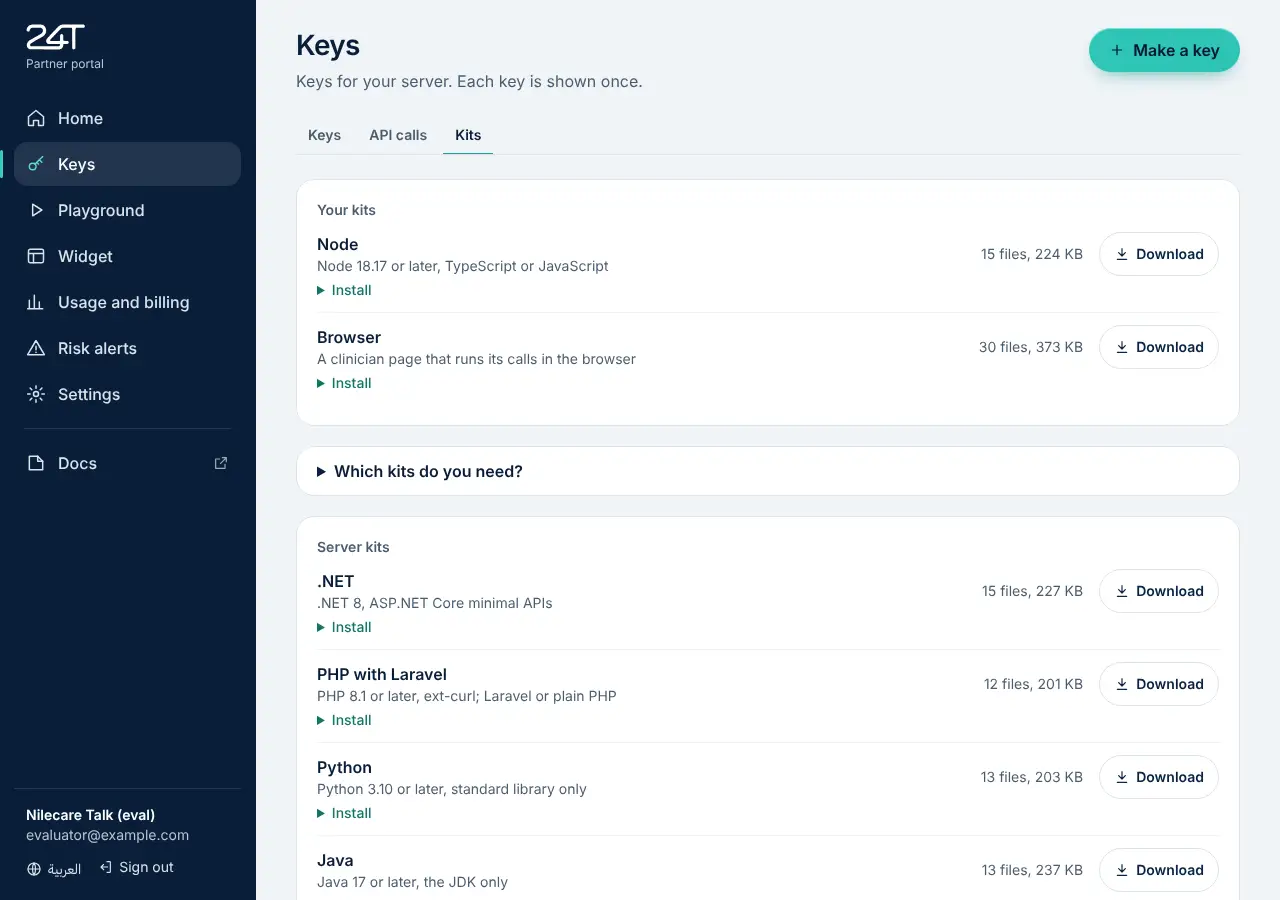 24T
Partner portal
Home
Keys
Playground
Widget
Usage and billing
Risk alerts
Settings
Docs
Nilecare Talk (eval)
evaluator@example.com
العربية
Sign out
Keys
Keys for your server. Each key is shown once.
+ Make a key
Keys
API calls
Kits
Your kits
Node
Node 18.17 or later, TypeScript or JavaScript
Install
15 files, 224 KB
Download
Browser
A clinician page that runs its calls in the browser
Install
30 files, 373 KB
Download
Which kits do you need?
Server kits
.NET
.NET 8, ASP.NET Core minimal APIs
Install
15 files, 227 KB
Download
PHP with Laravel
PHP 8.1 or later, ext-curl; Laravel or plain PHP
Install
12 files, 201 KB
Download
Python
Python 3.10 or later, standard library only
Install
13 files, 203 KB
Download
Java
Java 17 or later, the JDK only
13 files, 237 KB
Download